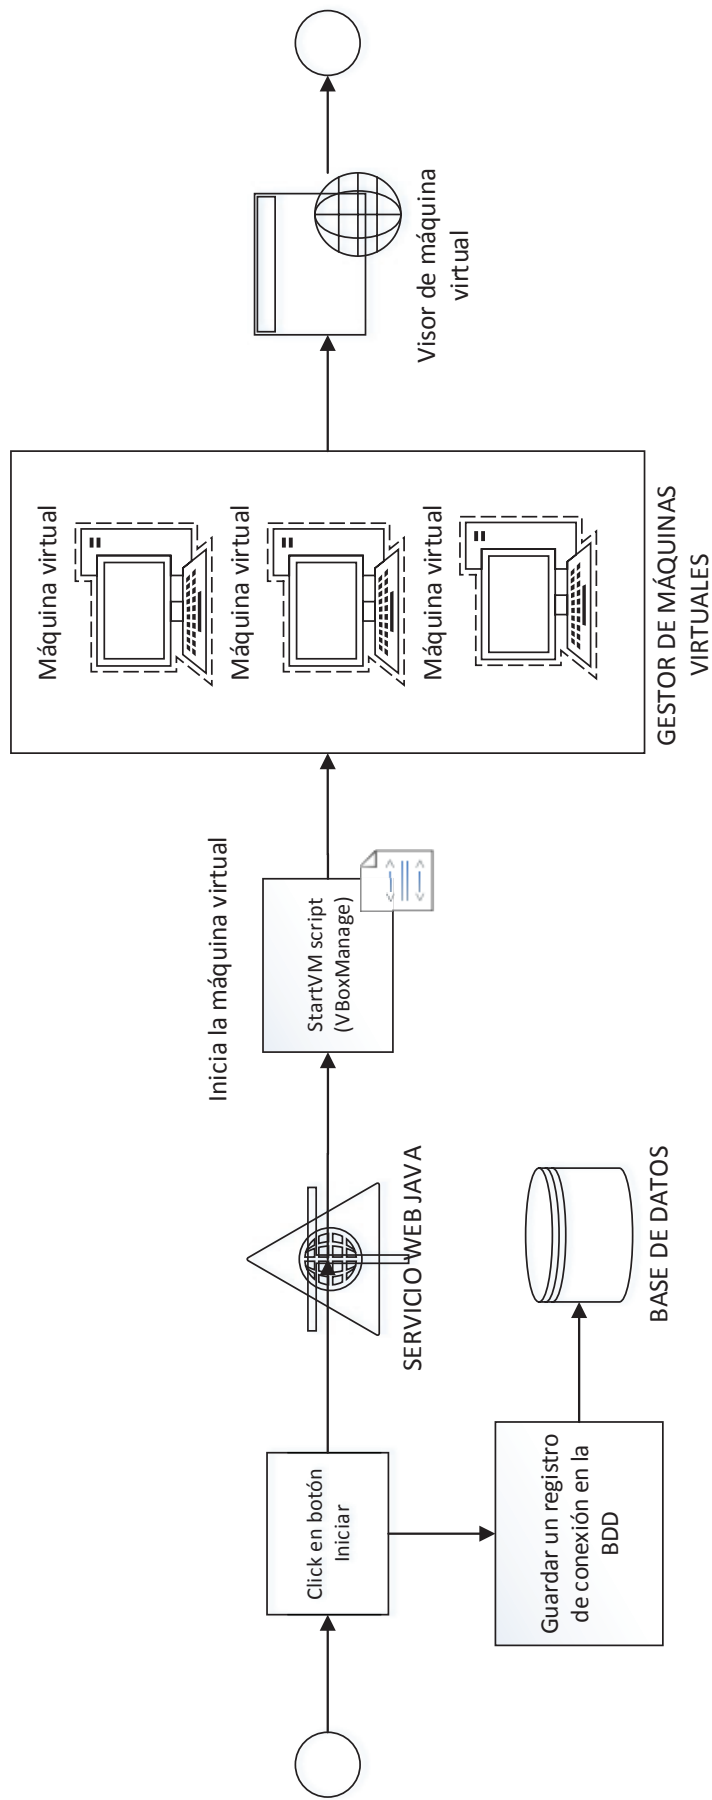 Click en botón
Iniciar
Guardar un registro
de conexión en la
BDD
SERVICIO WEB JAVA
BASE DE DATOS
Inicia la máquina virtual
StartVM script
(VBoxManage)
Máquina virtual
Máquina virtual
Máquina virtual
GESTOR DE MÁQUINAS
VIRTUALES
Visor de máquina
virtual